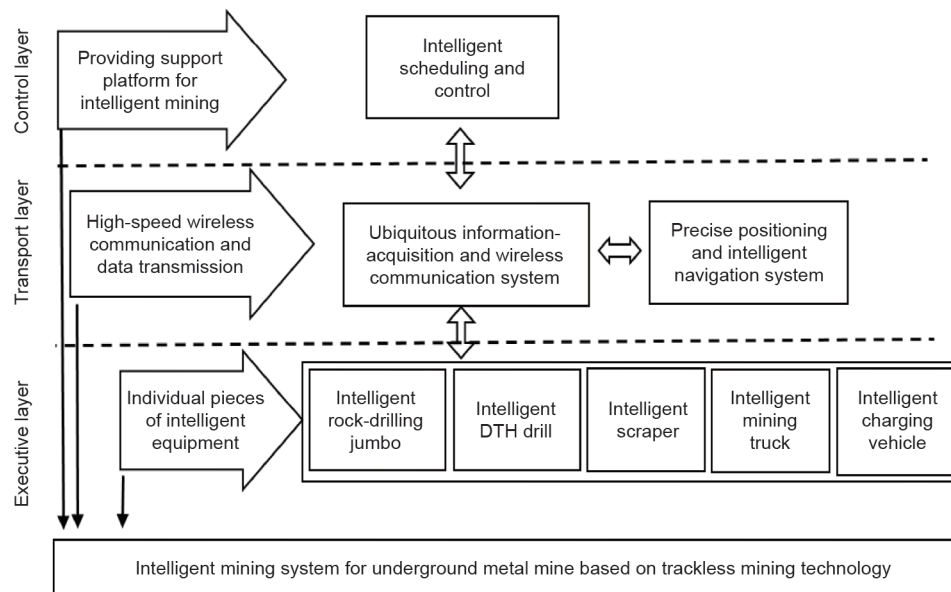 Control layer
Providing support
platform for
intelligent mining
Intelligent
scheduling and
control
Transport layer
High-speed wireless
communication and
data transmission
Ubiquitous information-
acquisition and wireless
communication system
Precise positioning
and intelligent
navigation system
Executive layer
Individual pieces
of intelligent
equipment
Intelligent
rock-drilling
jumbo
Intelligent
DTH drill
Intelligent
scraper
Intelligent
mining
truck
Intelligent
charging
vehicle
Intelligent mining system for underground metal mine based on trackless mining technology